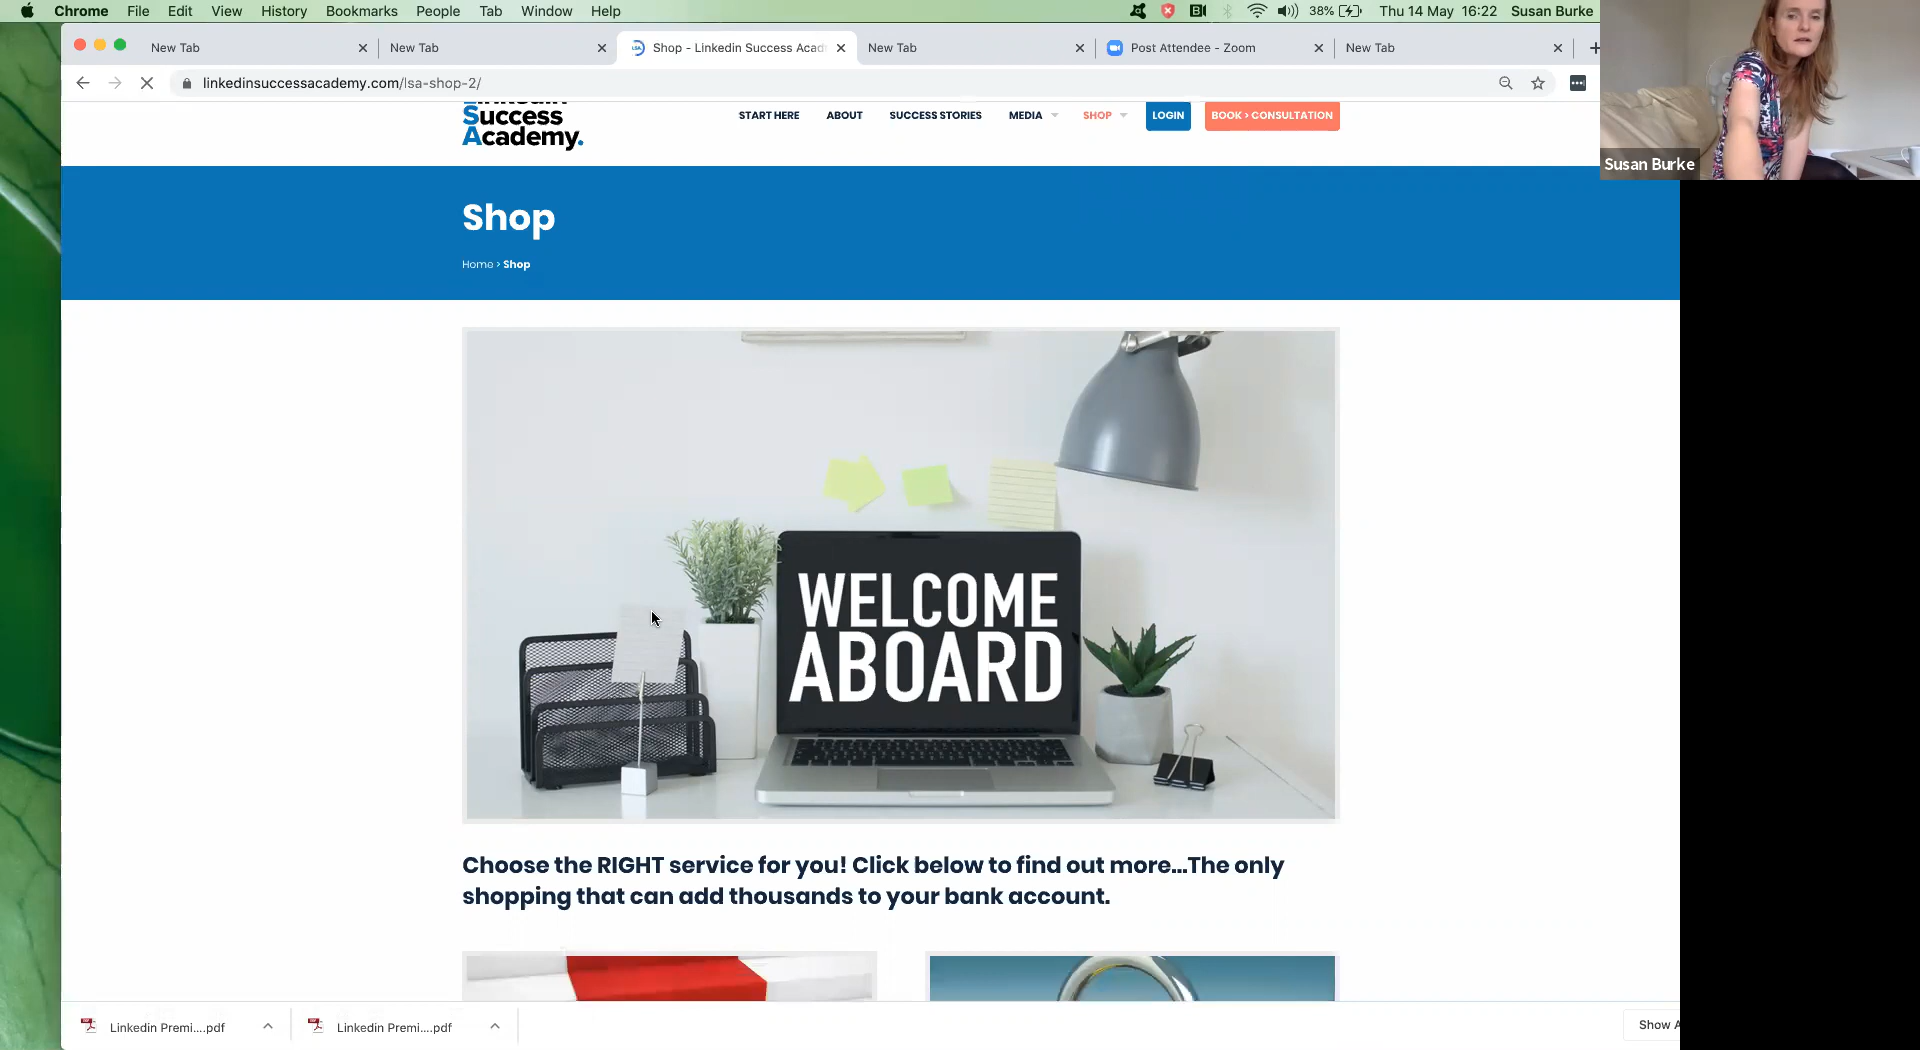 Chrome File Edit View History Bookmarks People Tab Window Help 38% Thu 14 May 16:22 Susan Burke
New Tab New Tab Shop - Linkedin Success Acad New Tab Post Attendee - Zoom New Tab
linkedinsuccessacademy.com/lsa-shop-2/
Linkedin
Success
Academy.
START HERE ABOUT SUCCESS STORIES MEDIA SHOP LOGIN BOOK > CONSULTATION
Susan Burke
Shop
Home > Shop
WELCOME
ABOARD
Choose the RIGHT service for you! Click below to find out more...The only
shopping that can add thousands to your bank account.
Linkedin Premi....pdf Linkedin Premi....pdf Show A